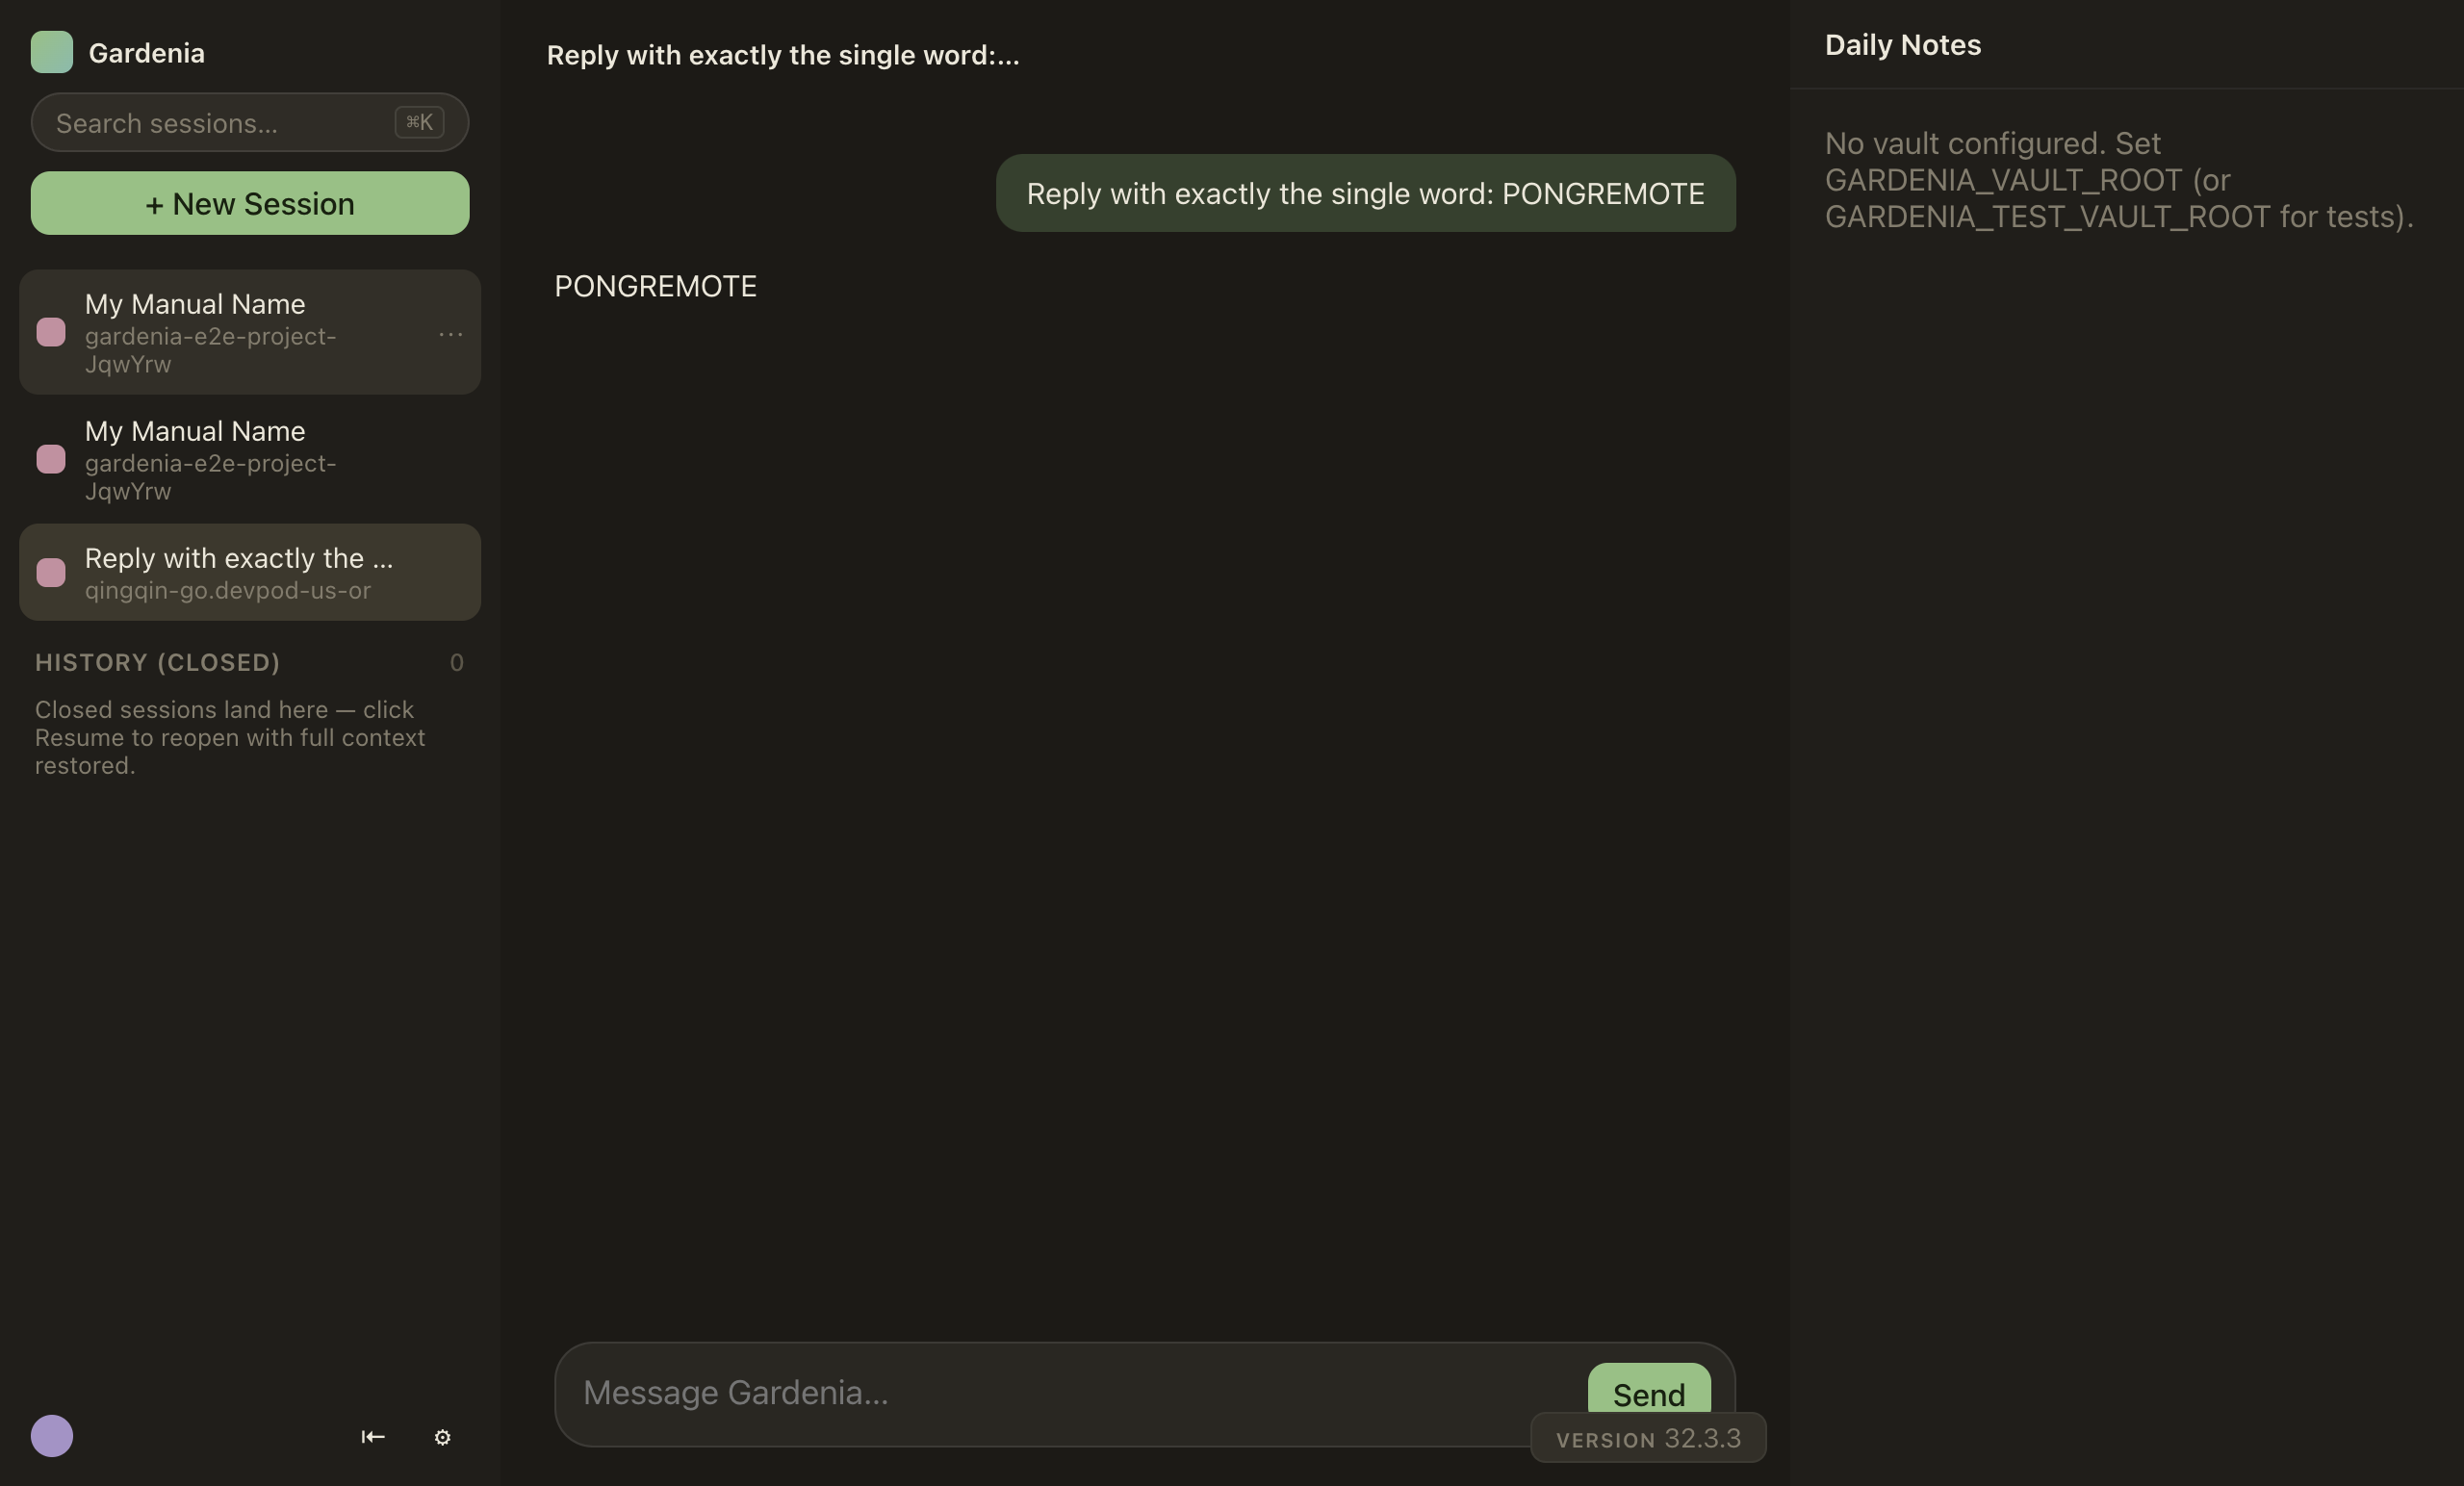 Gardenia
Search sessions... ⌘K
+ New Session
My Manual Name
gardenia-e2e-project-
JqwYrw
...
My Manual Name
gardenia-e2e-project-
JqwYrw
Reply with exactly the ...
qingqin-go.devpod-us-or
HISTORY (CLOSED) 0
Closed sessions land here — click
Resume to reopen with full context
restored.
Reply with exactly the single word:...
Reply with exactly the single word: PONGREMOTE
PONGREMOTE
Message Gardenia...
Send
VERSION 32.3.3
Daily Notes
No vault configured. Set
GARDENIA_VAULT_ROOT (or
GARDENIA_TEST_VAULT_ROOT for tests).